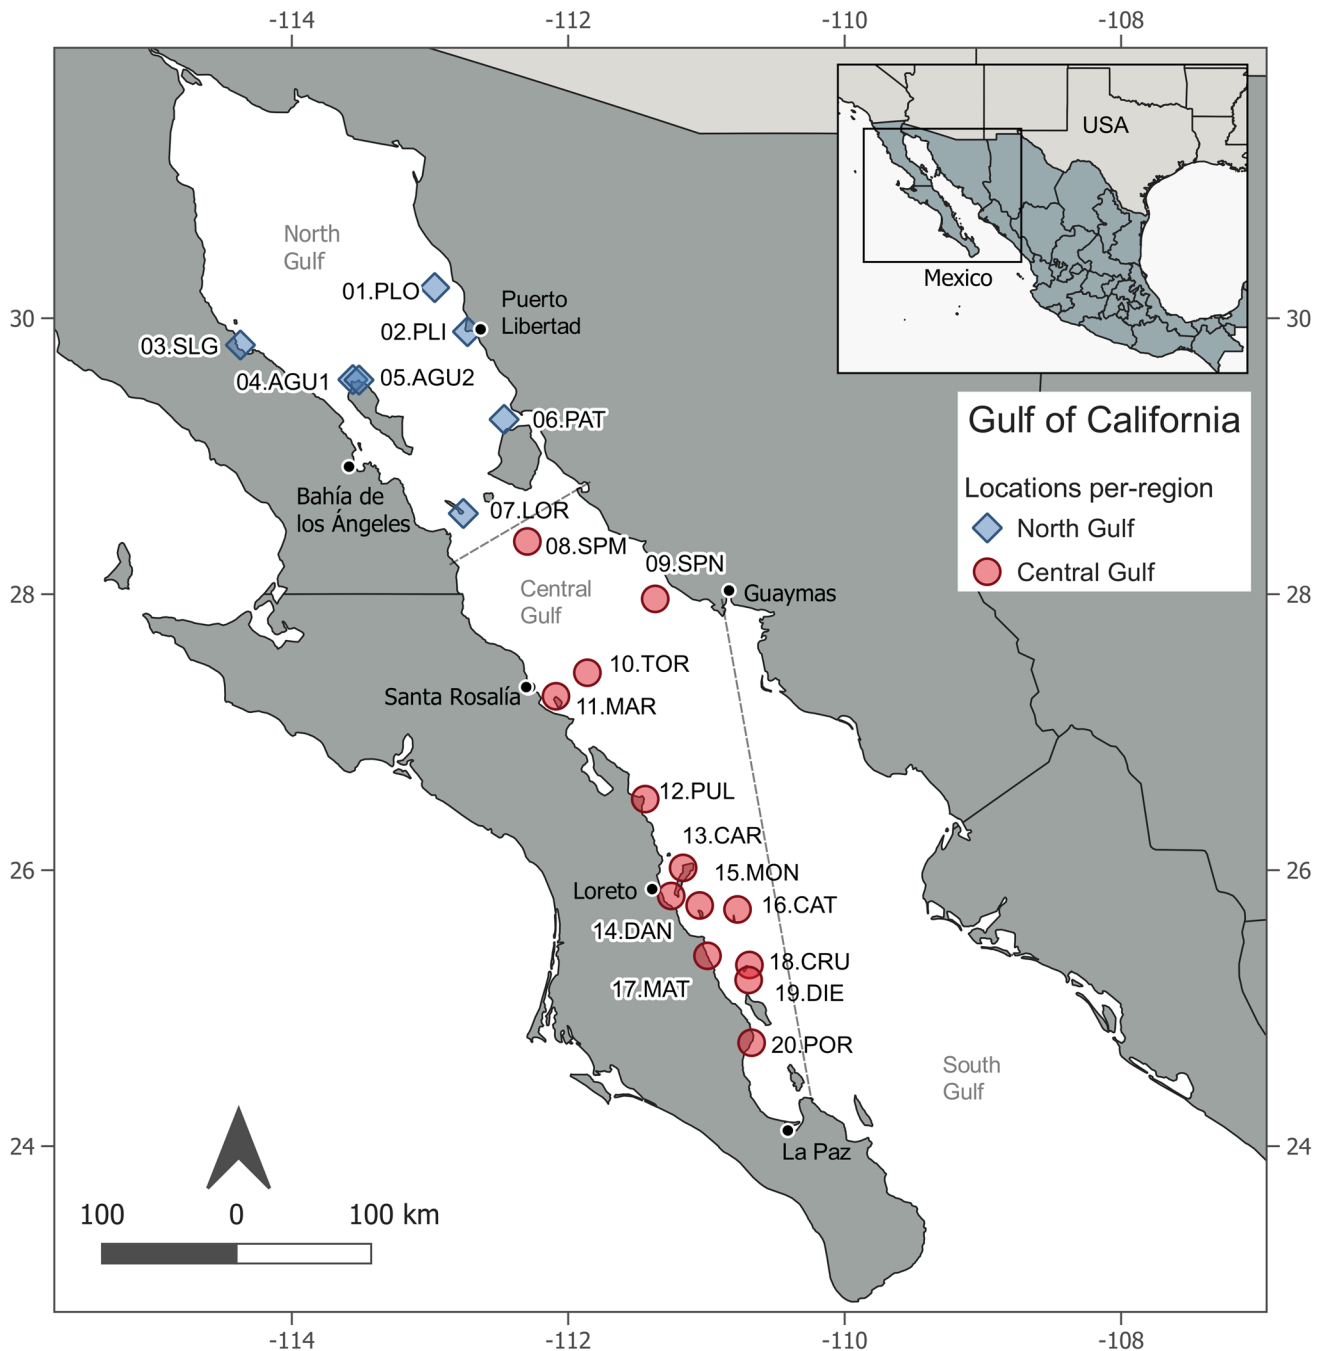 -114
-112
-110
-108
USA
Mexico
North
Gulf
01.PLO
Puerto
Libertad
30
30
02.PLI
03.SLG
04.AGU1
05.AGU2
06.PAT
Gulf of California
Locations per-region
North Gulf
Central Gulf
Bahía de
los Ángeles
07.LOR
08.SPM
09.SPN
28
28
Central
Gulf
Guaymas
10.TOR
Santa Rosalía
11.MAR
12.PUL
13.CAR
26
26
15.MON
Loreto
16.CAT
14.DAN
18.CRU
17.MAT
19.DIE
20.POR
South
Gulf
24
24
La Paz
100 0 100 km
-114
-112
-110
-108